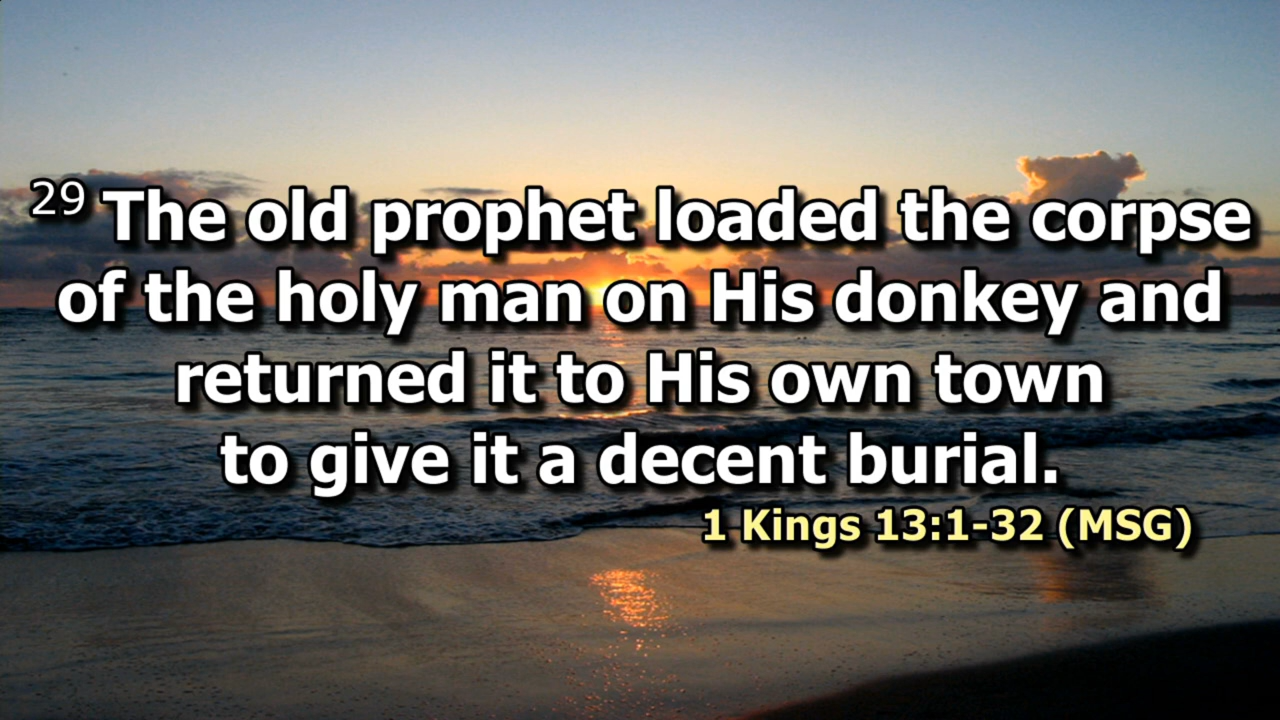 29 The old prophet loaded the corpse
of the holy man on His donkey and
returned it to His own town
to give it a decent burial.
1 Kings 13:1-32 (MSG)